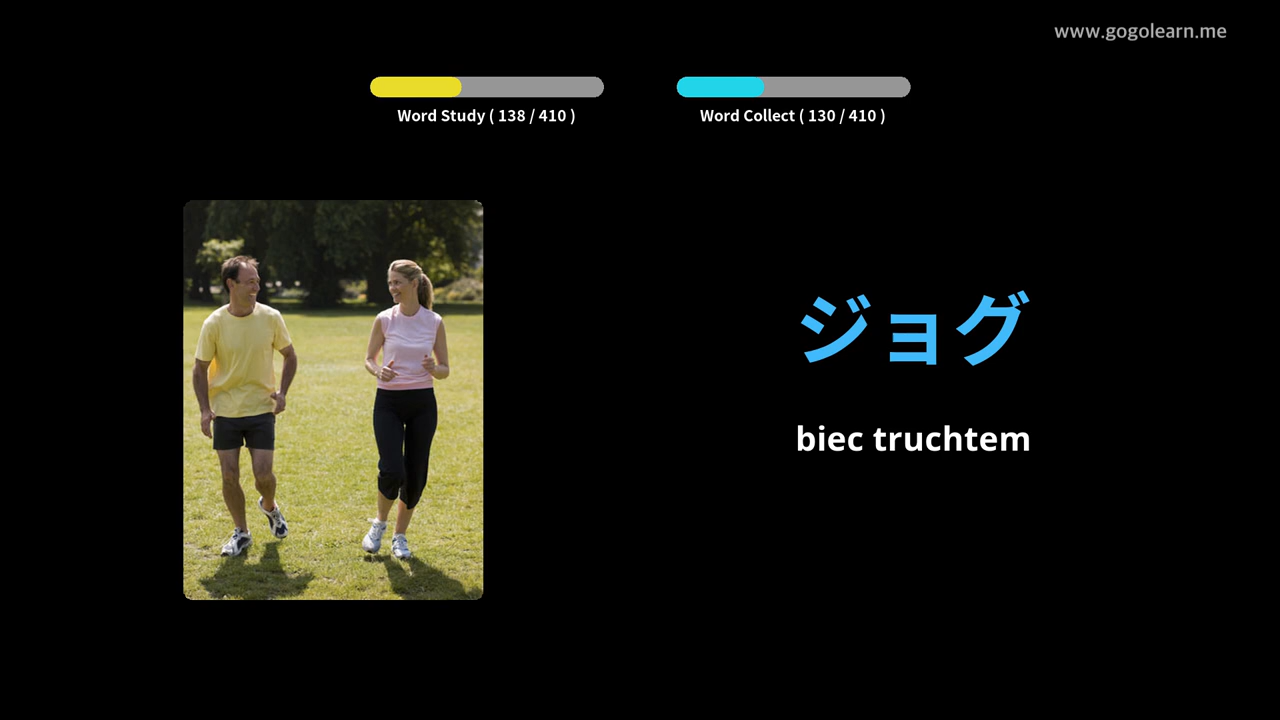 www.gogolearn.me
Word Study ( 138 / 410 )
Word Collect ( 130 / 410 )
ジョグ
biec truchtem